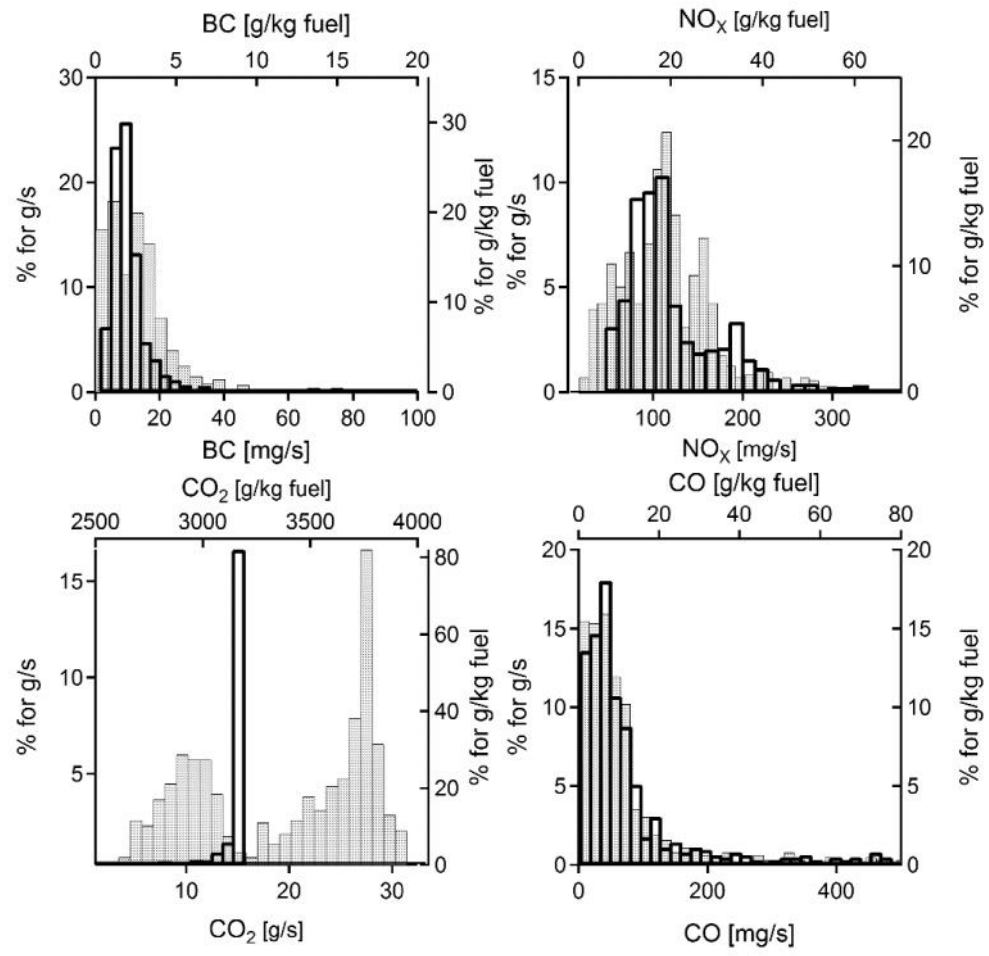 BC [g/kg fuel]
0 5 10 15 20
30
20
10
0
% for g/s
30
20
10
0
% for g/kg fuel
0 20 40 60 80 100
BC [mg/s]
NOX [g/kg fuel]
0 20 40 60
15
10
5
0
% for g/s
20
10
0
% for g/kg fuel
100 200 300
NOX [mg/s]
CO2 [g/kg fuel]
2500 3000 3500 4000
15
10
5
% for g/s
80
60
40
20
0
% for g/kg fuel
10 20 30
CO2 [g/s]
CO [g/kg fuel]
0 20 40 60 80
20
15
10
5
0
% for g/s
20
15
10
5
0
% for g/kg fuel
0 200 400
CO [mg/s]